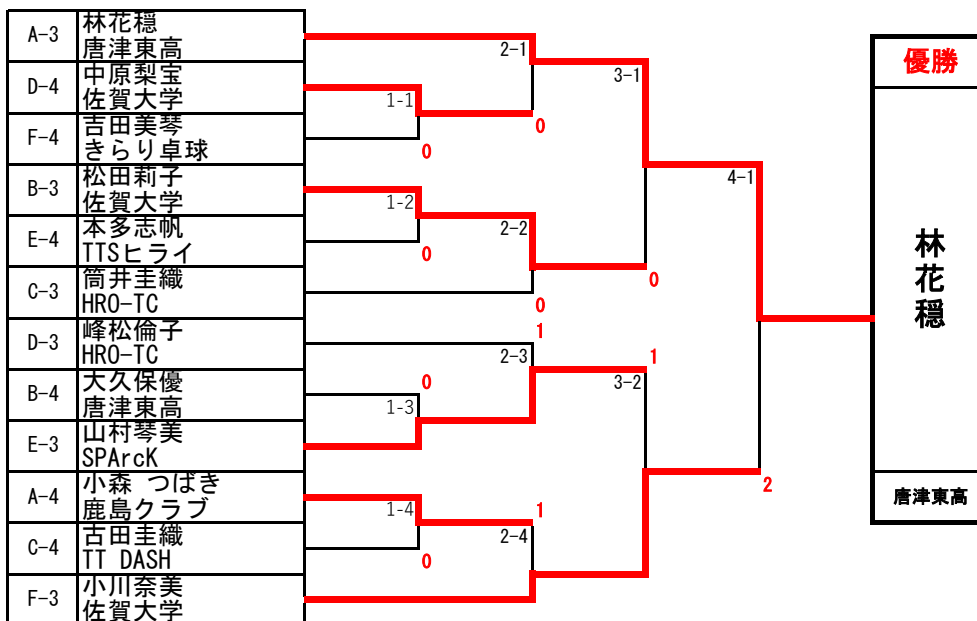 A-3
林花穏
唐津東高
D-4
中原梨宝
佐賀大学
F-4
吉田美琴
きらり卓球
B-3
松田莉子
佐賀大学
E-4
本多志帆
TTSヒライ
C-3
筒井圭織
HRO-TC
D-3
峰松倫子
HRO-TC
B-4
大久保優
唐津東高
E-3
山村琴美
SPArcK
A-4
小森 つばき
鹿島クラブ
C-4
古田圭織
TT DASH
F-3
小川奈美
佐賀大学
1-1
0
1-2
0
0
1-3
1-4
0
2-1
0
2-2
0
1
2-3
1
2-4
3-1
0
1
3-2
4-1
2
優勝
林花穏
唐津東高